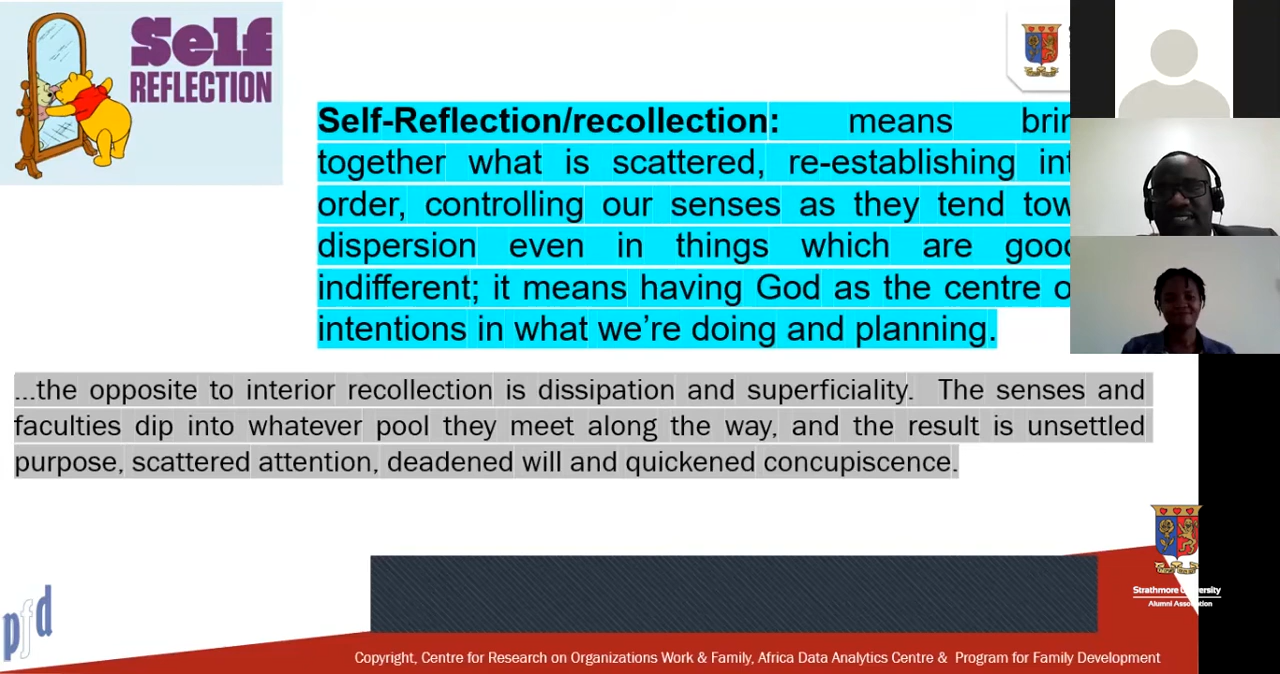 Self
REFLECTION
Self-Reflection/recollection: means
together what is scattered, re-establishing
order, controlling our senses as they tend
dispersion even in things which are
indifferent; it means having God as the centre
intentions in what we’re doing and planning.
...the opposite to interior recollection is dissipation and superficiality. The senses and
faculties dip into whatever pool they meet along the way, and the result is unsettled
purpose, scattered attention, deadened will and quickened concupiscence.
pfd
Strathmore University
Alumni Association
Copyright, Centre for Research on Organizations Work & Family, Africa Data Analytics Centre & Program for Family Development